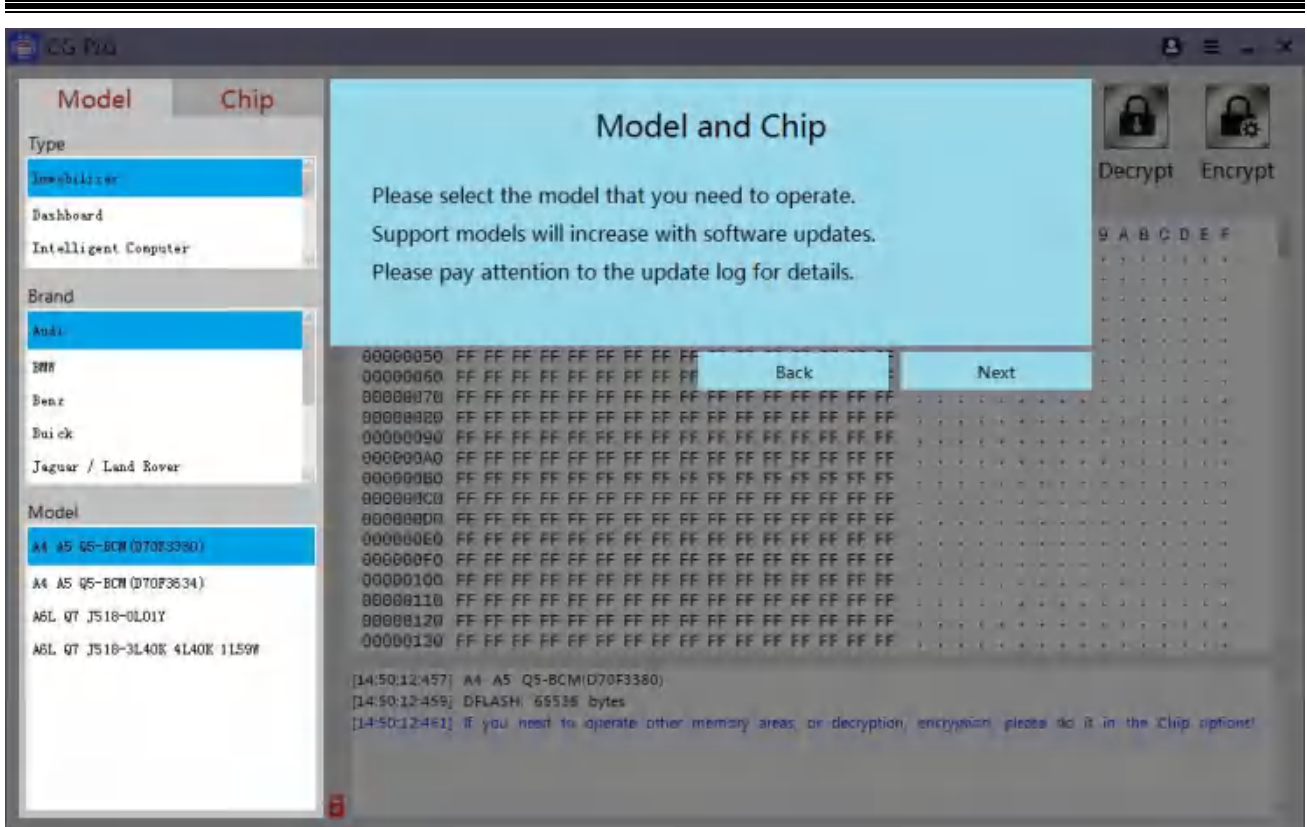 CG Pro
Model Chip
Type
Immobilizer
Dashboard
Intelligent Computer
Brand
Audi
BMW
Benz
Buick
Jaguar / Land Rover
Model
A4 A5 Q5-BCM(D70F3380)
A4 A5 Q5-BCM(D70F3634)
A6L Q7 J518-0L01Y
A6L Q7 J518-3L40K 4L40K 1L59W
Model and Chip
Please select the model that you need to operate.
Support models will increase with software updates.
Please pay attention to the update log for details.
Back Next
Decrypt Encrypt
9 A B C D E F
00000050 FF FF FF FF FF FF FF FF FF
00000060 FF FF FF FF FF FF FF FF FF
00000070 FF FF FF FF FF FF FF FF FF FF FF FF FF FF FF FF
00000080 FF FF FF FF FF FF FF FF FF FF FF FF FF FF FF FF
00000090 FF FF FF FF FF FF FF FF FF FF FF FF FF FF FF FF
000000A0 FF FF FF FF FF FF FF FF FF FF FF FF FF FF FF FF
000000B0 FF FF FF FF FF FF FF FF FF FF FF FF FF FF FF FF
000000C0 FF FF FF FF FF FF FF FF FF FF FF FF FF FF FF FF
000000D0 FF FF FF FF FF FF FF FF FF FF FF FF FF FF FF FF
000000E0 FF FF FF FF FF FF FF FF FF FF FF FF FF FF FF FF
000000F0 FF FF FF FF FF FF FF FF FF FF FF FF FF FF FF FF
00000100 FF FF FF FF FF FF FF FF FF FF FF FF FF FF FF FF
00000110 FF FF FF FF FF FF FF FF FF FF FF FF FF FF FF FF
00000120 FF FF FF FF FF FF FF FF FF FF FF FF FF FF FF FF
00000130 FF FF FF FF FF FF FF FF FF FF FF FF FF FF FF FF
[14:50:12:457] A4 A5 Q5-BCM(D70F3380)
[14:50:12:459] DFLASH: 65536 bytes
[14:50:12:461] If you need to operate other memory areas, or decryption, encryption, please do it in the Chip options!